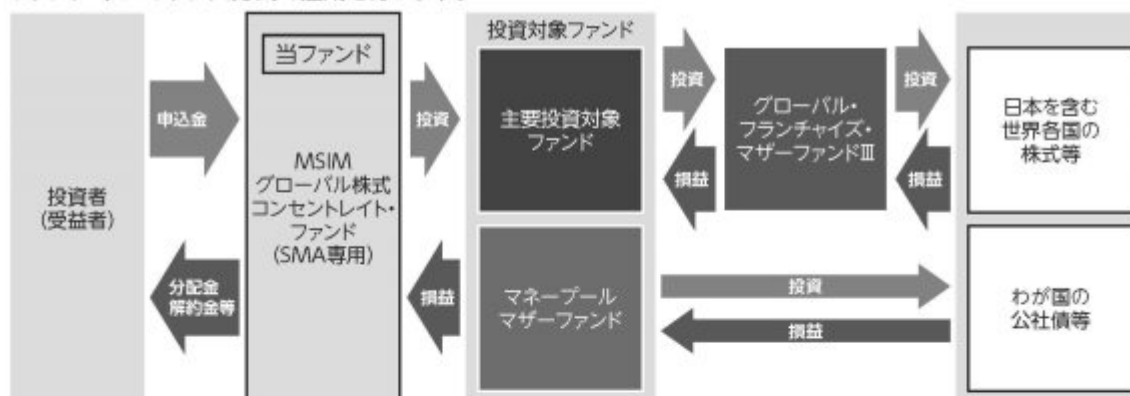 投資者
(受益者)
申込金
分配金
解約金等
当ファンド
MSIM
グローバル株式
コンセントレイト・
ファンド
(SMA専用)
投資
損益
投資対象ファンド
主要投資対象
ファンド
マネープール
マザーファンド
投資
損益
グローバル・
フランチャイズ・
マザーファンドⅢ
投資
損益
投資
損益
日本を含む
世界各国の
株式等
わが国の
公社債等